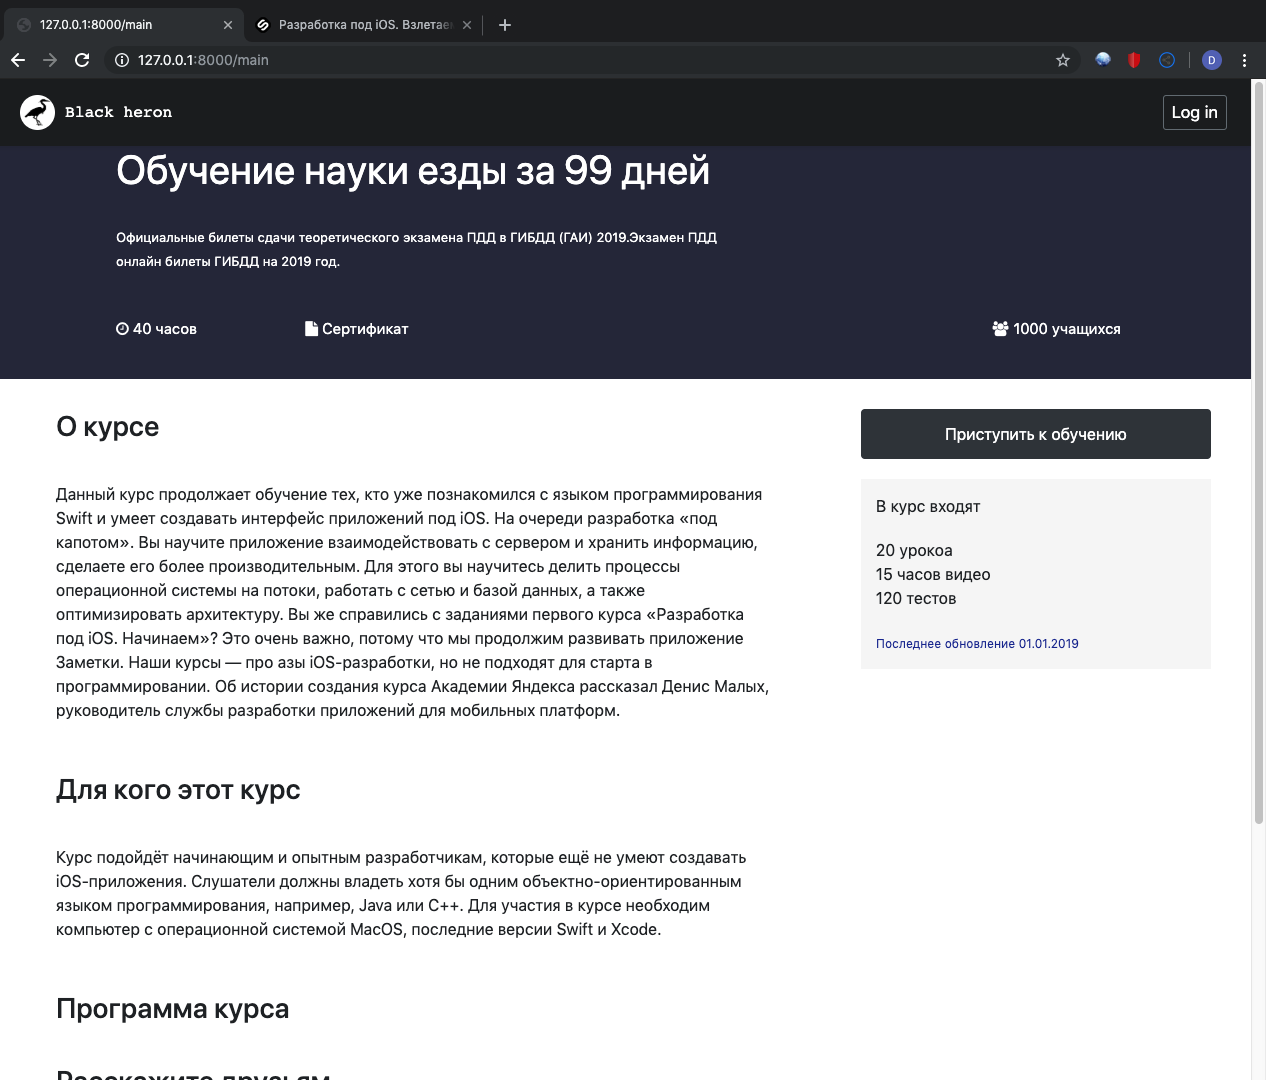 127.0.0.1:8000/main
Разработка под iOS. Взлетаем
127.0.0.1:8000/main
D
Black heron
Log in
Обучение науки езды за 99 дней
Официальные билеты сдачи теоретического экзамена ПДД в ГИБДД (ГАИ) 2019.Экзамен ПДД
онлайн билеты ГИБДД на 2019 год.
40 часов
Сертификат
1000 учащихся
О курсе
Данный курс продолжает обучение тех, кто уже познакомился с языком программирования
Swift и умеет создавать интерфейс приложений под iOS. На очереди разработка «под
капотом». Вы научите приложение взаимодействовать с сервером и хранить информацию,
сделаете его более производительным. Для этого вы научитесь делить процессы
операционной системы на потоки, работать с сетью и базой данных, а также
оптимизировать архитектуру. Вы же справились с заданиями первого курса «Разработка
под iOS. Начинаем»? Это очень важно, потому что мы продолжим развивать приложение
Заметки. Наши курсы — про азы iOS-разработки, но не подходят для старта в
программировании. Об истории создания курса Академии Яндекса рассказал Денис Малых,
руководитель службы разработки приложений для мобильных платформ.
Приступить к обучению
В курс входят
20 урокоа
15 часов видео
120 тестов
Последнее обновление 01.01.2019
Для кого этот курс
Курс подойдёт начинающим и опытным разработчикам, которые ещё не умеют создавать
iOS-приложения. Слушатели должны владеть хотя бы одним объектно-ориентированным
языком программирования, например, Java или C++. Для участия в курсе необходим
компьютер с операционной системой MacOS, последние версии Swift и Xcode.
Программа курса
Расскажите друзьям